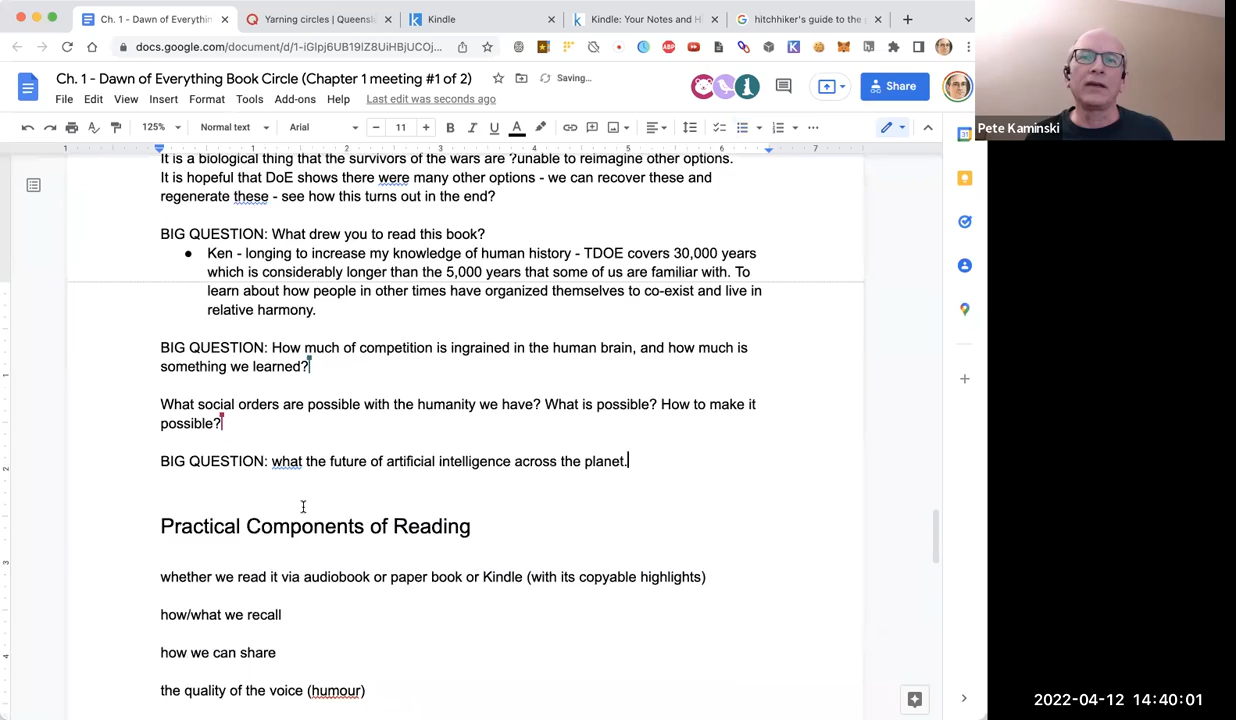 Ch. 1 - Dawn of Everythin
Yarning circles | Queensl
Kindle
Kindle: Your Notes and H
hitchhiker's guide to the
docs.google.com/document/d/1-iGlpj6UB19IZ8UiHBjUCOj...
Ch. 1 - Dawn of Everything Book Circle (Chapter 1 meeting #1 of 2)
Saving...
File Edit View Insert Format Tools Add-ons Help Last edit was seconds ago
Share
125% Normal text Arial 11
1 1 2 3 4 5 6 7
It is a biological thing that the survivors of the wars are ?unable to reimagine other options.
It is hopeful that DoE shows there were many other options - we can recover these and
regenerate these - see how this turns out in the end?
BIG QUESTION: What drew you to read this book?
● Ken - longing to increase my knowledge of human history - TDOE covers 30,000 years
which is considerably longer than the 5,000 years that some of us are familiar with. To
learn about how people in other times have organized themselves to co-exist and live in
relative harmony.
BIG QUESTION: How much of competition is ingrained in the human brain, and how much is
something we learned?
What social orders are possible with the humanity we have? What is possible? How to make it
possible?
BIG QUESTION: what the future of artificial intelligence across the planet.
Practical Components of Reading
whether we read it via audiobook or paper book or Kindle (with its copyable highlights)
how/what we recall
how we can share
the quality of the voice (humour)
Pete Kaminski
2022-04-12 14:40:01